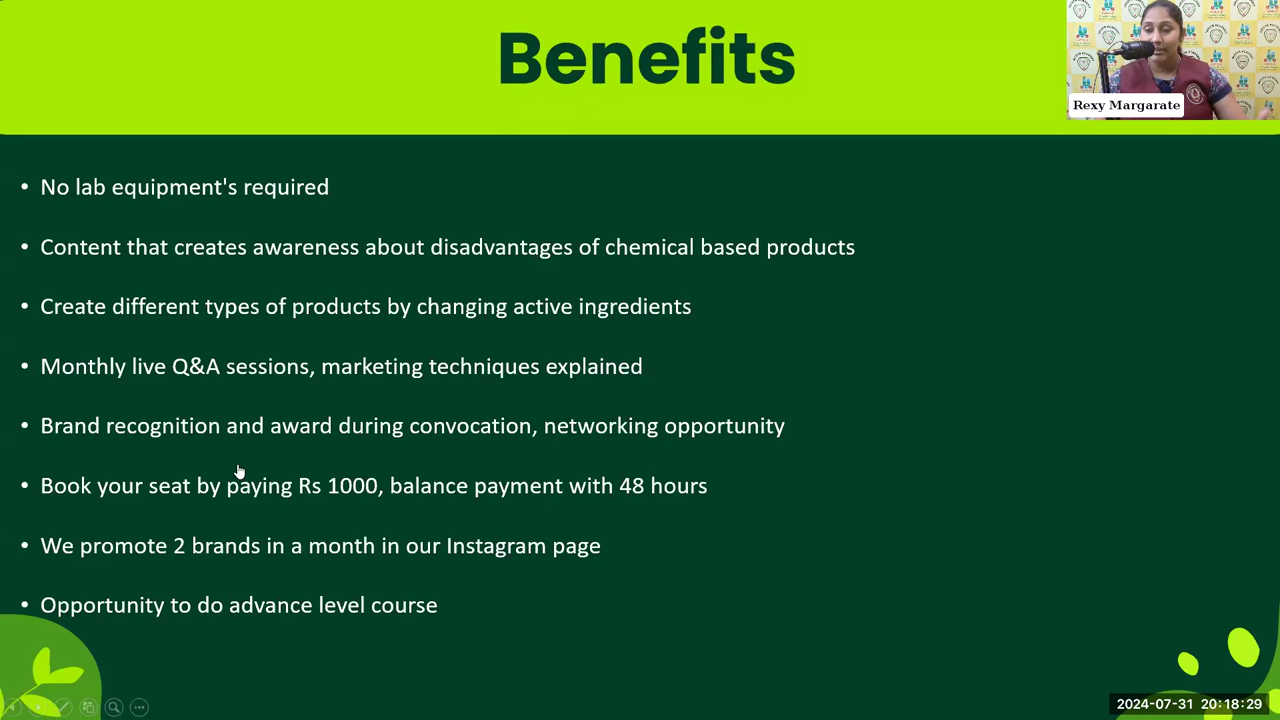 Benefits
Rexy Margarate
• No lab equipment's required
• Content that creates awareness about disadvantages of chemical based products
• Create different types of products by changing active ingredients
• Monthly live Q&A sessions, marketing techniques explained
• Brand recognition and award during convocation, networking opportunity
• Book your seat by paying Rs 1000, balance payment with 48 hours
• We promote 2 brands in a month in our Instagram page
• Opportunity to do advance level course
2024-07-31 20:18:29